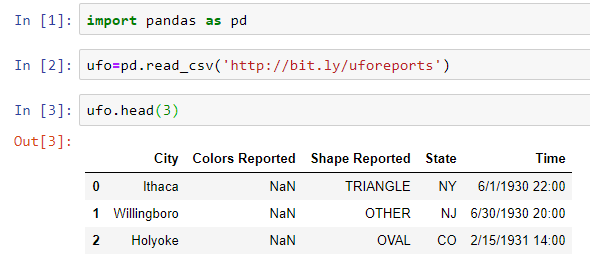 In [1]: import pandas as pd
In [2]: ufo=pd.read_csv('http://bit.ly/uforeports')
In [3]: ufo.head(3)
Out[3]:
City Colors Reported Shape Reported State Time
0 Ithaca NaN TRIANGLE NY 6/1/1930 22:00
1 Willingboro NaN OTHER NJ 6/30/1930 20:00
2 Holyoke NaN OVAL CO 2/15/1931 14:00